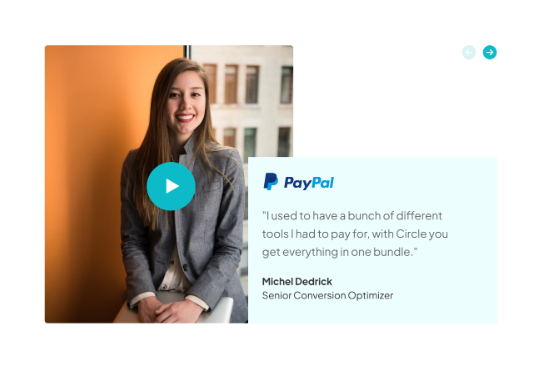 PayPal
"I used to have a bunch of different
tools I had to pay for, with Circle you
get everything in one bundle."
Michel Dedrick
Senior Conversion Optimizer